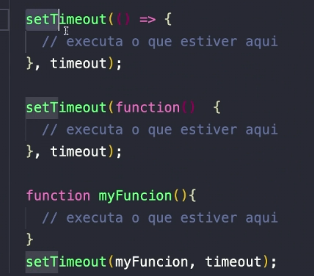 setTimeout(() => {
// executa o que estiver aqui
}, timeout);
setTimeout(function() {
// executa o que estiver aqui
}, timeout);
function myFuncion(){
// executa o que estiver aqui
}
setTimeout(myFuncion, timeout);